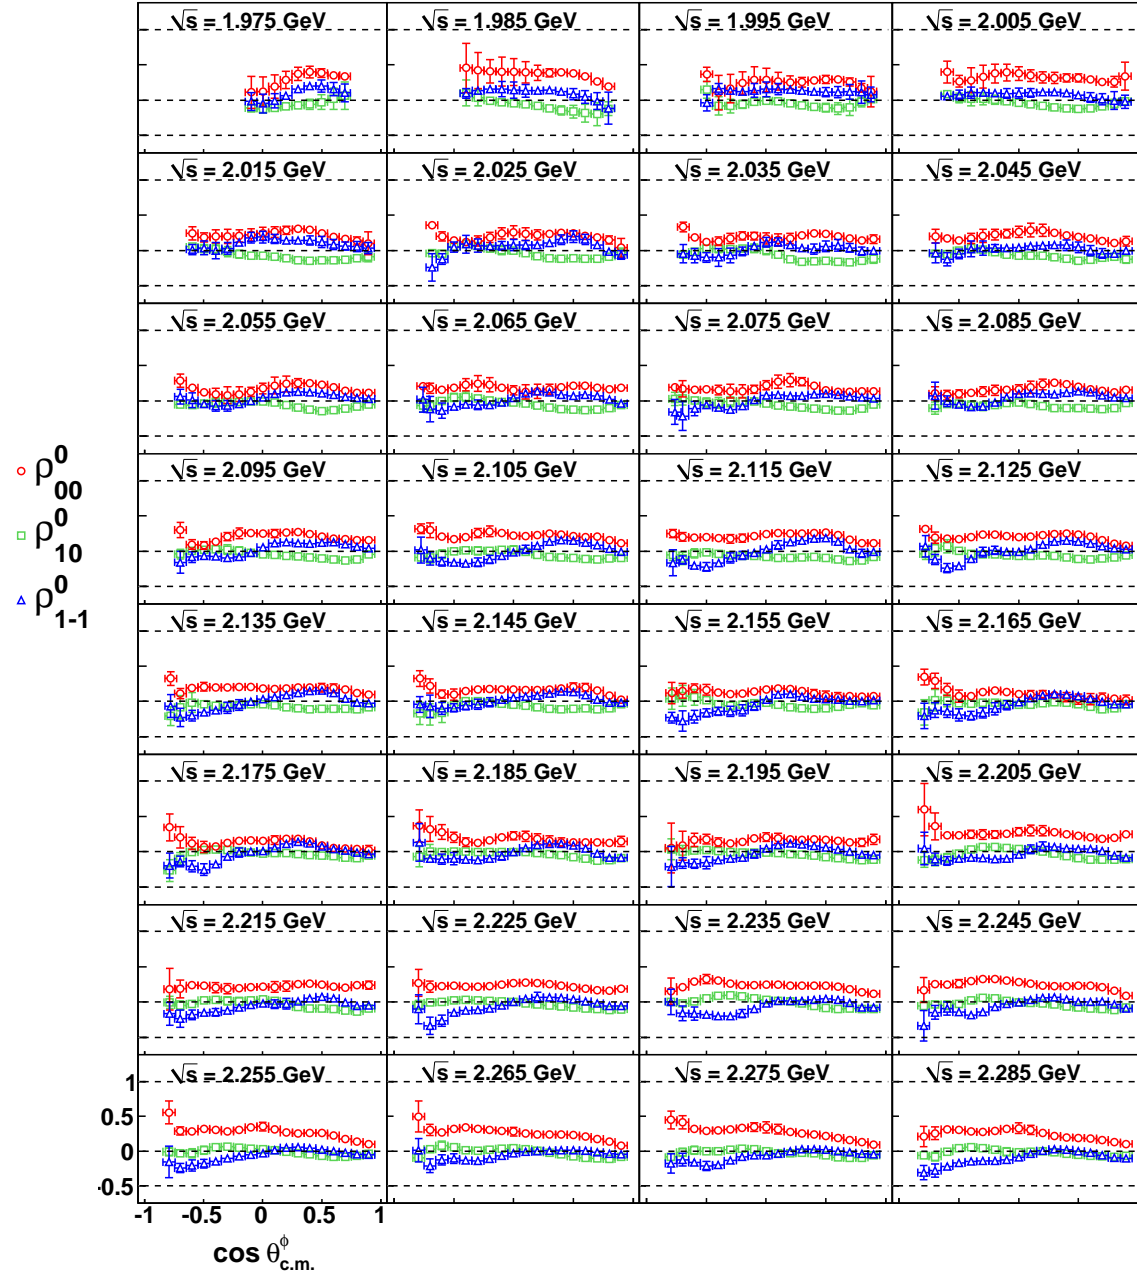 √s = 1.975 GeV √s = 1.985 GeV √s = 1.995 GeV √s = 2.005 GeV
√s = 2.015 GeV √s = 2.025 GeV √s = 2.035 GeV √s = 2.045 GeV
√s = 2.055 GeV √s = 2.065 GeV √s = 2.075 GeV √s = 2.085 GeV
ρ⁰₀₀
√s = 2.095 GeV √s = 2.105 GeV √s = 2.115 GeV √s = 2.125 GeV
ρ⁰₁₀
ρ⁰₁₋₁
√s = 2.135 GeV √s = 2.145 GeV √s = 2.155 GeV √s = 2.165 GeV
√s = 2.175 GeV √s = 2.185 GeV √s = 2.195 GeV √s = 2.205 GeV
√s = 2.215 GeV √s = 2.225 GeV √s = 2.235 GeV √s = 2.245 GeV
√s = 2.255 GeV √s = 2.265 GeV √s = 2.275 GeV √s = 2.285 GeV
1
0.5
0
-0.5
-1 -0.5 0 0.5 1
cos θ^ϕ_c.m.